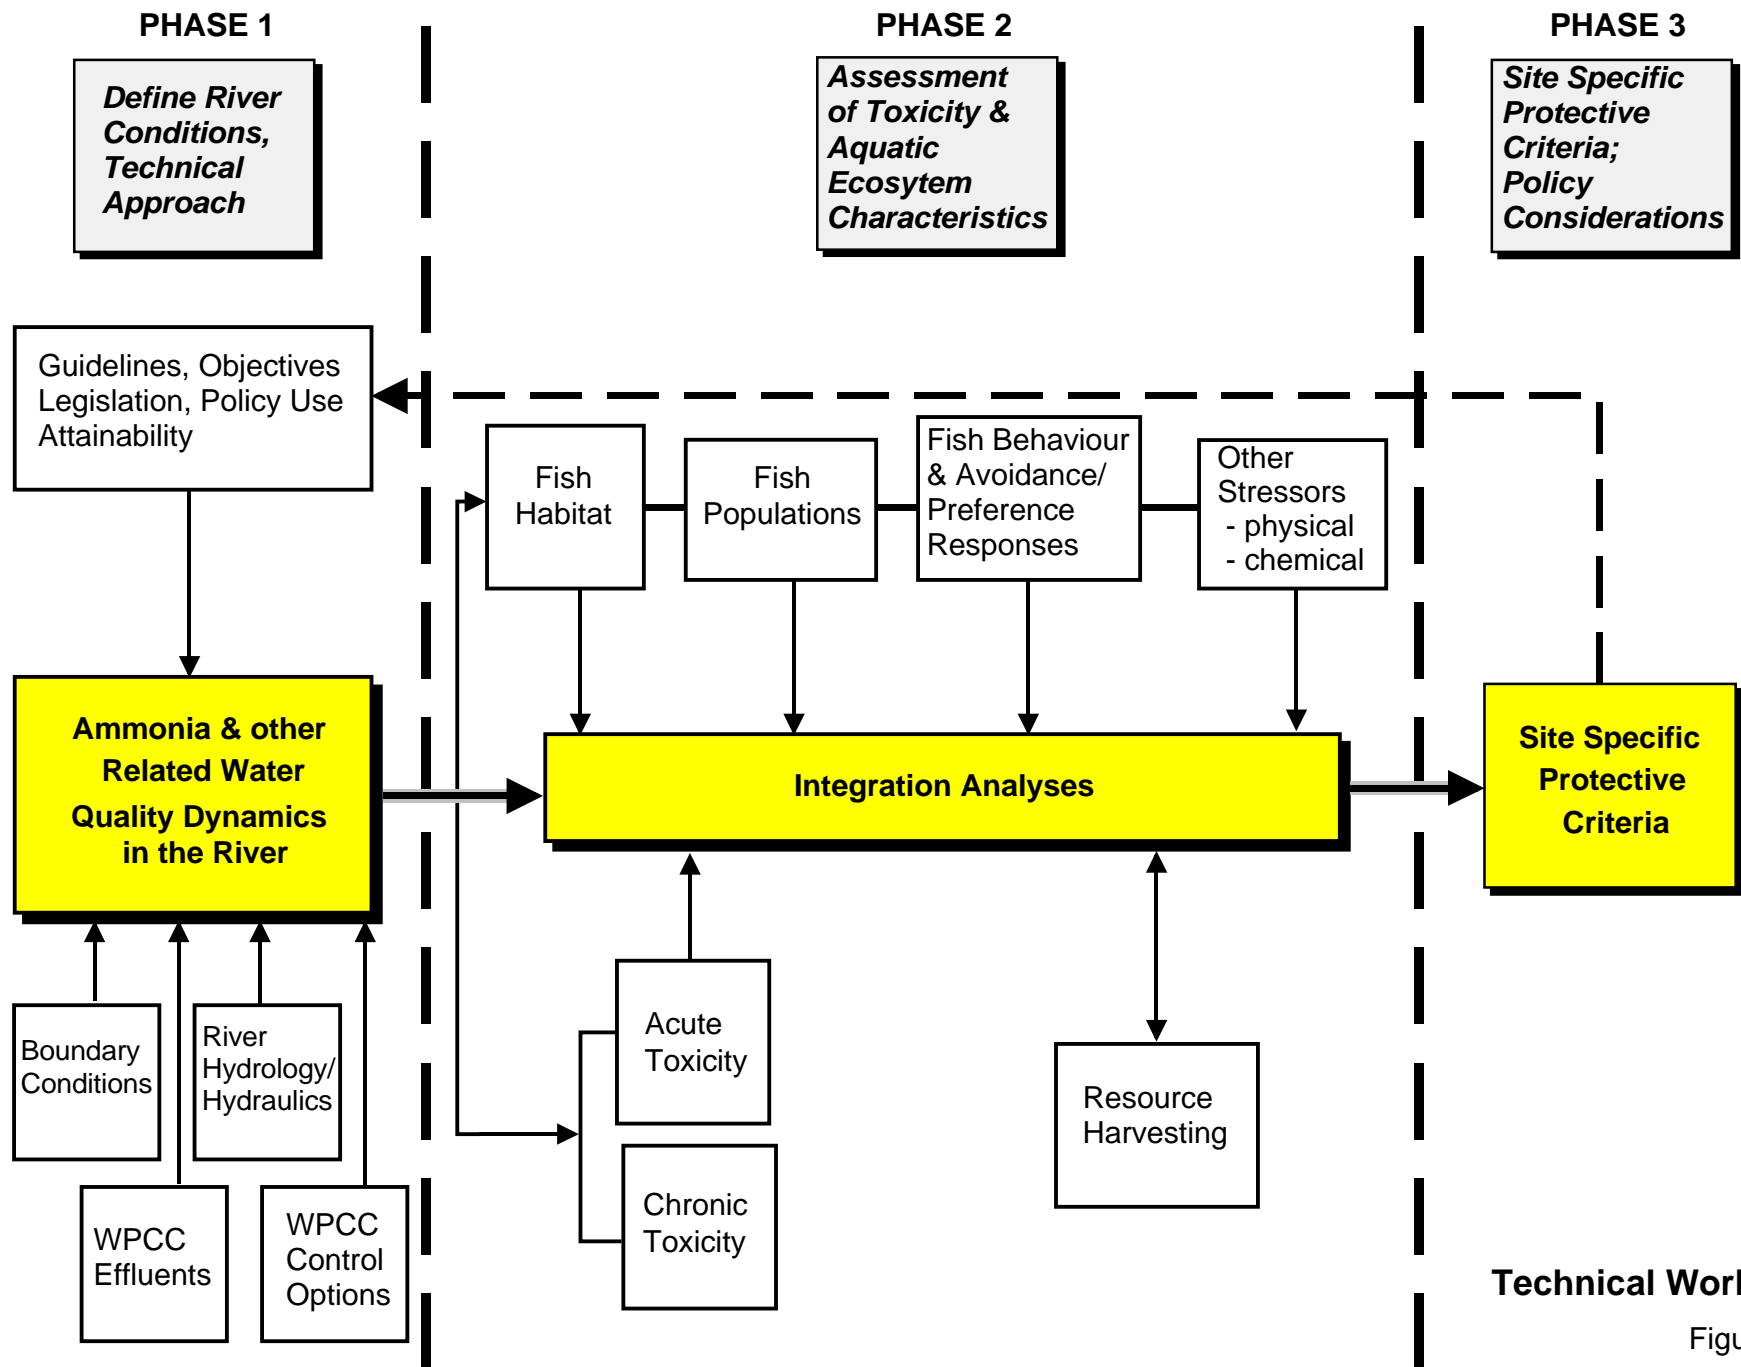 PHASE 1
PHASE 2
PHASE 3
Define River
Conditions,
Technical
Approach
Assessment
of Toxicity &
Aquatic
Ecosytem
Characteristics
Site Specific
Protective
Criteria;
Policy
Considerations
Guidelines, Objectives
Legislation, Policy Use
Attainability
Fish
Habitat
Fish
Populations
Fish Behaviour
& Avoidance/
Preference
Responses
Other
Stressors
- physical
- chemical
Ammonia & other
Related Water
Quality Dynamics
in the River
Integration Analyses
Site Specific
Protective
Criteria
Boundary
Conditions
River
Hydrology/
Hydraulics
WPCC
Effluents
WPCC
Control
Options
Acute
Toxicity
Chronic
Toxicity
Resource
Harvesting
Technical